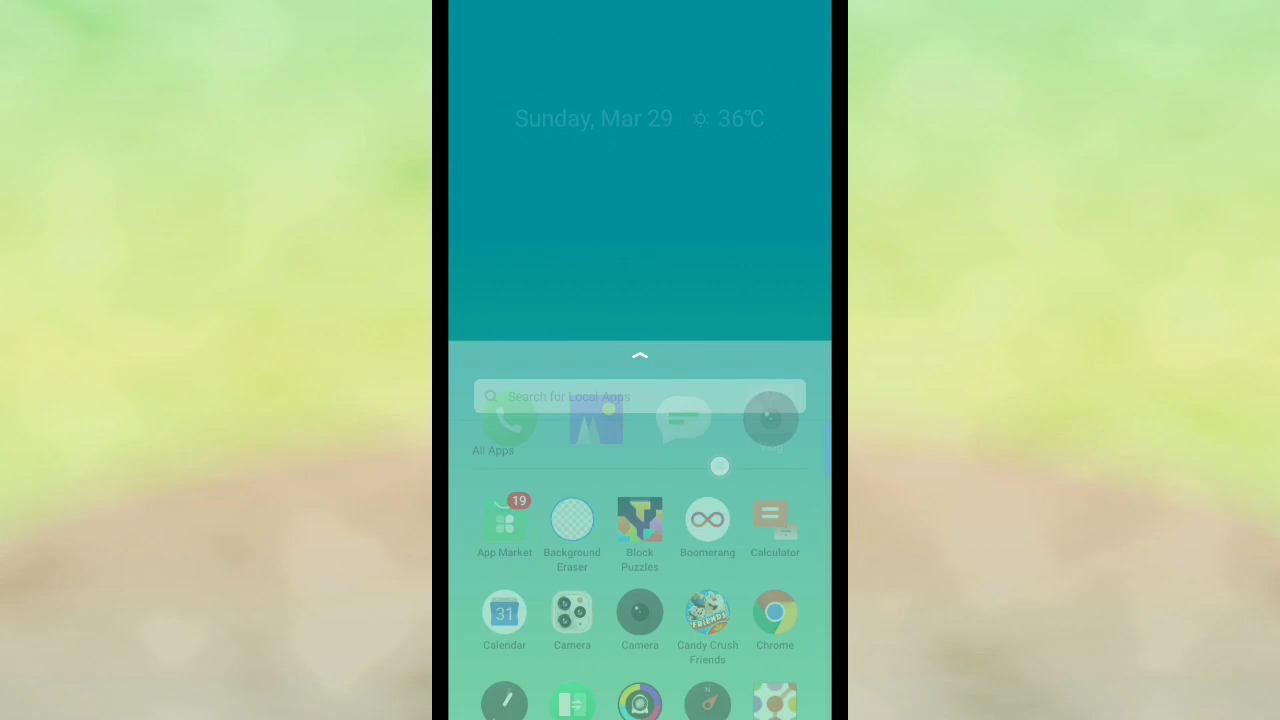 Sunday, Mar 29 36°C
Search for Local Apps
All Apps
19
App Market Background Eraser Block Puzzles Boomerang Calculator
31
FRIENDS
Calendar Camera Camera Candy Crush Friends Chrome
N